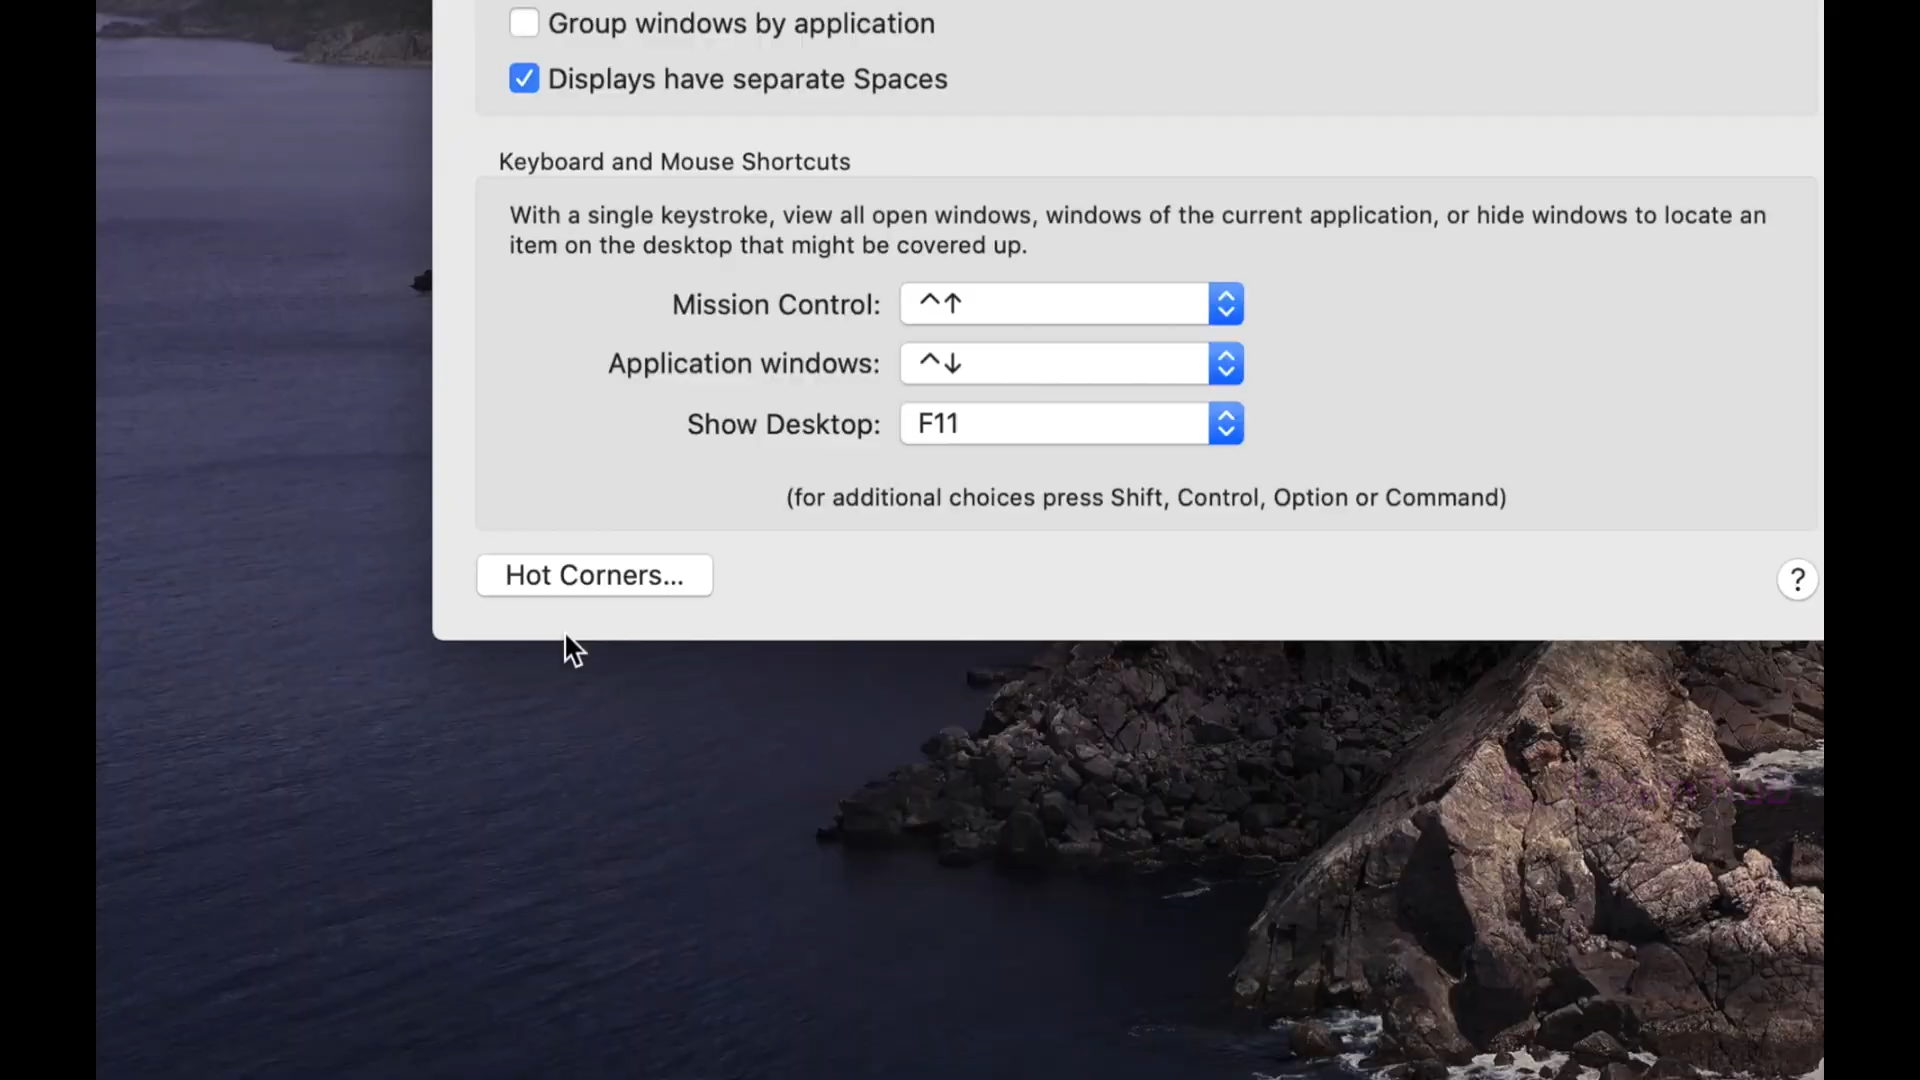 Group windows by application
Displays have separate Spaces
Keyboard and Mouse Shortcuts
With a single keystroke, view all open windows, windows of the current application, or hide windows to locate an
item on the desktop that might be covered up.
Mission Control: ^↑
Application windows: ^↓
Show Desktop: F11
(for additional choices press Shift, Control, Option or Command)
Hot Corners...
?